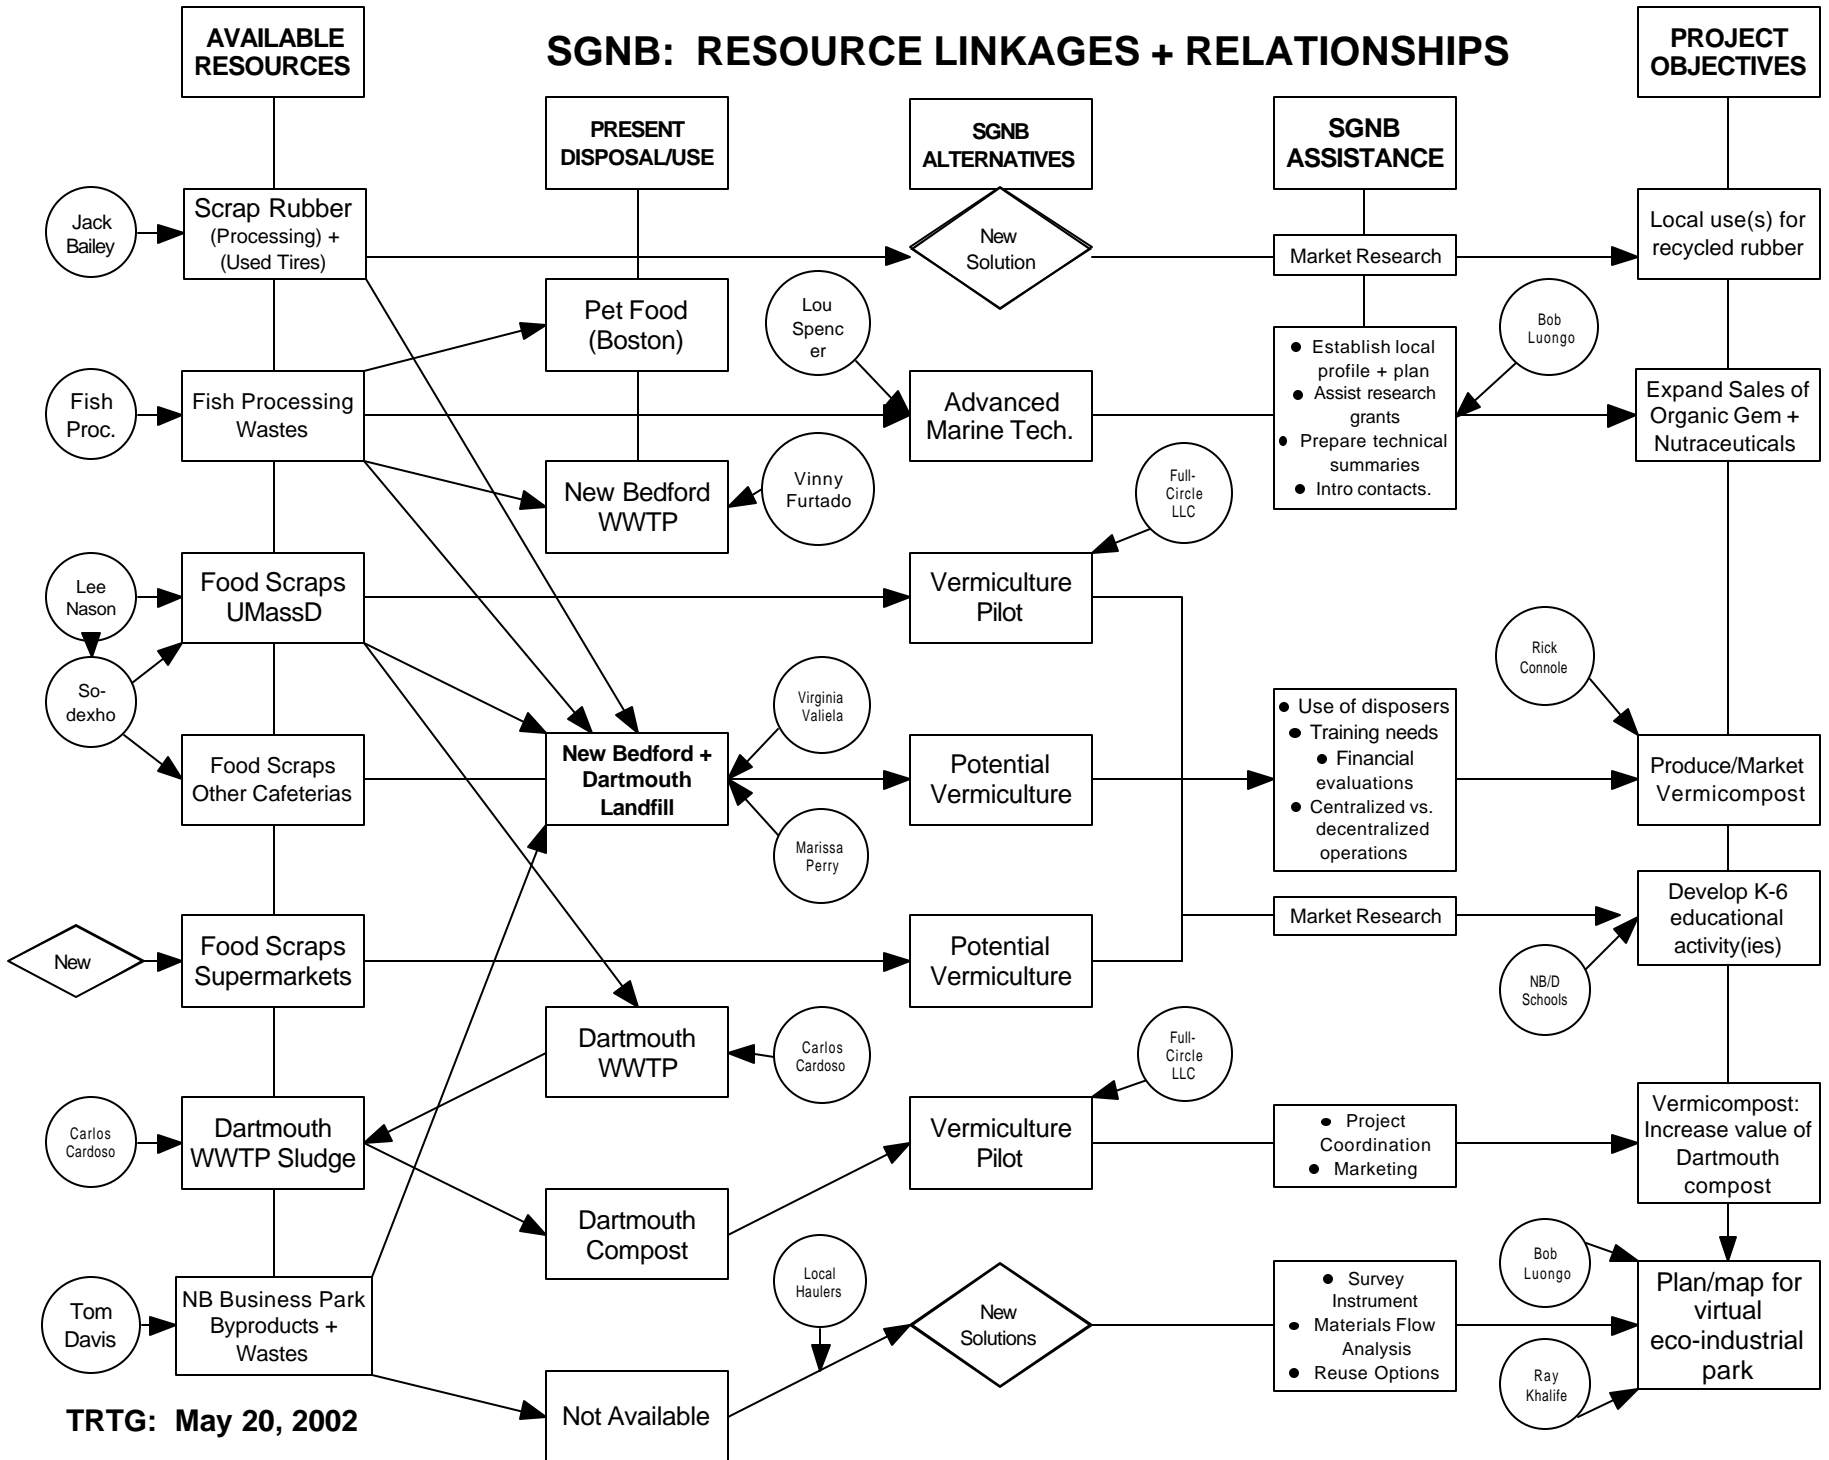 SGNB: RESOURCE LINKAGES + RELATIONSHIPS
AVAILABLE
RESOURCES
PRESENT
DISPOSAL/USE
SGNB
ALTERNATIVES
SGNB
ASSISTANCE
PROJECT
OBJECTIVES
Jack
Bailey
Scrap Rubber
(Processing) +
(Used Tires)
New
Solution
Market Research
Local use(s) for
recycled rubber
Pet Food
(Boston)
Lou
Spenc
er
Bob
Luongo
Fish
Proc.
Fish Processing
Wastes
Advanced
Marine Tech.
● Establish local
profile + plan
● Assist research
grants
● Prepare technical
summaries
● Intro contacts.
Expand Sales of
Organic Gem +
Nutraceuticals
New Bedford
WWTP
Vinny
Furtado
Full-
Circle
LLC
Lee
Nason
Food Scraps
UMassD
Vermiculture
Pilot
So-
dexho
Virginia
Valiela
Rick
Connole
Food Scraps
Other Cafeterias
New Bedford +
Dartmouth
Landfill
Potential
Vermiculture
● Use of disposers
● Training needs
● Financial
evaluations
● Centralized vs.
decentralized
operations
Produce/Market
Vermicompost
Marissa
Perry
New
Food Scraps
Supermarkets
Potential
Vermiculture
Market Research
Develop K-6
educational
activity(ies)
NB/D
Schools
Dartmouth
WWTP
Carlos
Cardoso
Full-
Circle
LLC
Carlos
Cardoso
Dartmouth
WWTP Sludge
Vermiculture
Pilot
● Project
Coordination
● Marketing
Vermicompost:
Increase value of
Dartmouth
compost
Dartmouth
Compost
Local
Haulers
Bob
Luongo
Tom
Davis
NB Business Park
Byproducts +
Wastes
New
Solutions
● Survey
Instrument
● Materials Flow
Analysis
● Reuse Options
Plan/map for
virtual
eco-industrial
park
Ray
Khalife
Not Available
TRTG: May 20, 2002